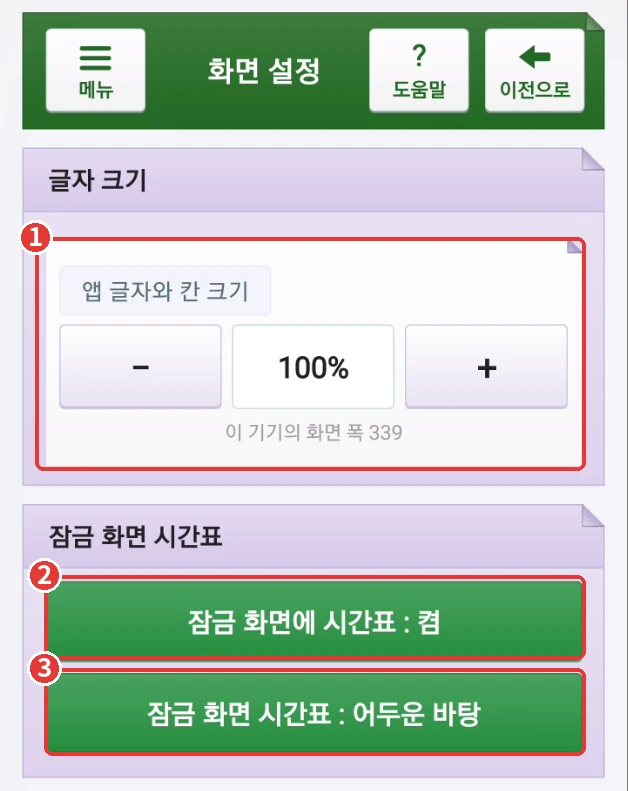 메뉴
화면 설정
?
도움말
이전으로
글자 크기
1
앱 글자와 칸 크기
-
100%
+
이 기기의 화면 폭 339
잠금 화면 시간표
2
잠금 화면에 시간표 : 켬
3
잠금 화면 시간표 : 어두운 바탕